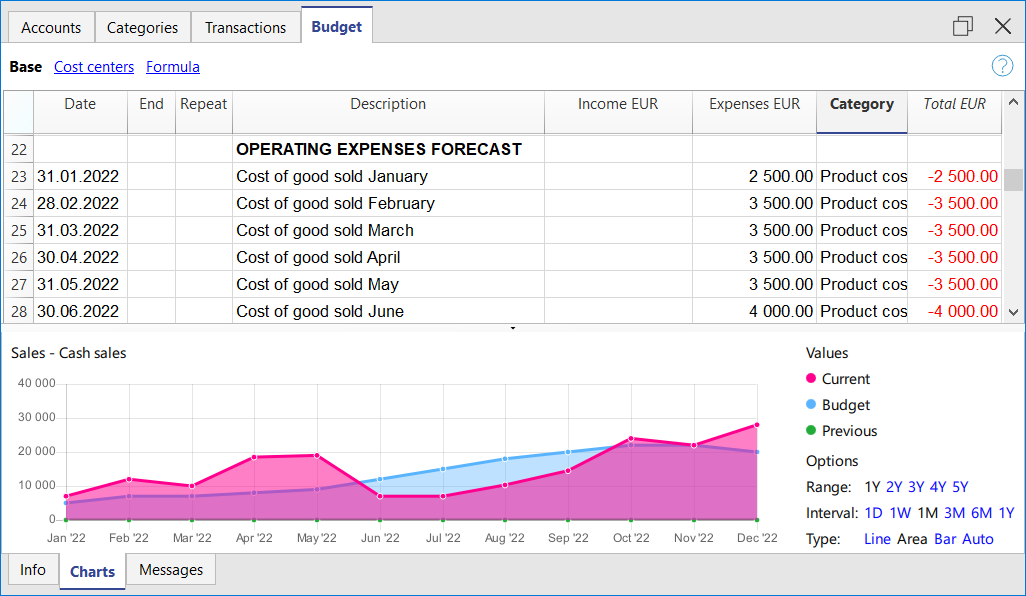 Accounts Categories Transactions Budget
Base Cost centers Formula ?
Date End Repeat Description Income EUR Expenses EUR Category Total EUR
22 OPERATING EXPENSES FORECAST
23 31.01.2022 Cost of good sold January 2 500.00 Product cos -2 500.00
24 28.02.2022 Cost of good sold February 3 500.00 Product cos -3 500.00
25 31.03.2022 Cost of good sold March 3 500.00 Product cos -3 500.00
26 30.04.2022 Cost of good sold April 3 500.00 Product cos -3 500.00
27 31.05.2022 Cost of good sold May 3 500.00 Product cos -3 500.00
28 30.06.2022 Cost of good sold June 4 000.00 Product cos -4 000.00
Sales - Cash sales
40 000
30 000
20 000
10 000
0
Jan '22 Feb '22 Mar '22 Apr '22 May'22 Jun '22 Jul '22 Aug '22 Sep '22 Oct '22 Nov '22 Dec '22
Values
Current
Budget
Previous
Options
Range: 1Y 2Y 3Y 4Y 5Y
Interval: 1D 1W 1M 3M 6M 1Y
Type: Line Area Bar Auto
Info Charts Messages